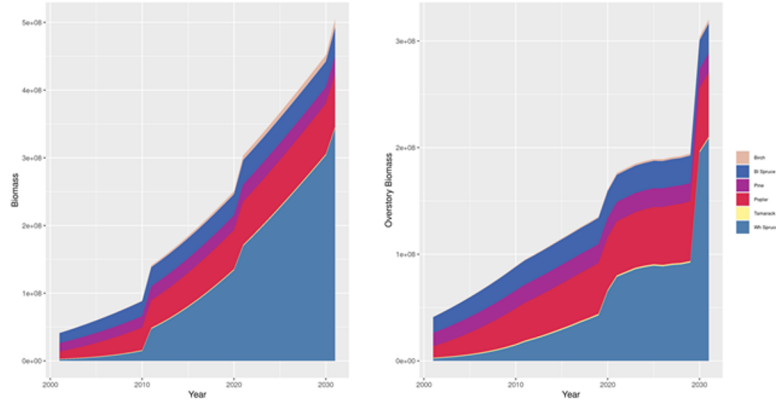 Biomass
5e+08
4e+08
3e+08
2e+08
1e+08
0e+00
2000
2010
2020
2030
Year
Overstory Biomass
3e+08
2e+08
1e+08
0e+00
2000
2010
2020
2030
Year
Birch
Bl Spruce
Pine
Poplar
Tamarack
Wh Spruce